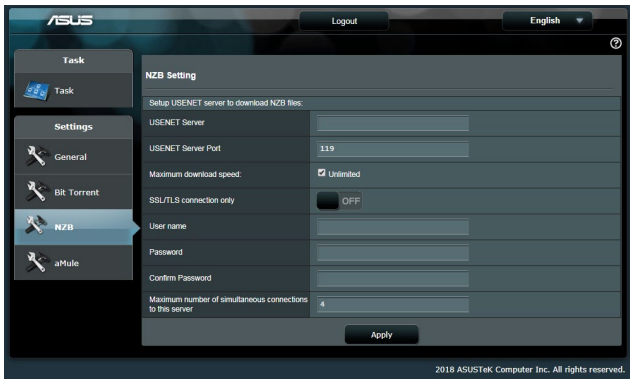 ASUS
Logout
English
Task
Task
Settings
General
Bit Torrent
NZB
aMule
NZB Setting
Setup USENET server to download NZB files:
USENET Server
USENET Server Port
119
Maximum download speed:
Unlimited
SSL/TLS connection only
OFF
User name
Password
Confirm Password
Maximum number of simultaneous connections
to this server
4
Apply
2018 ASUSTeK Computer Inc. All rights reserved.